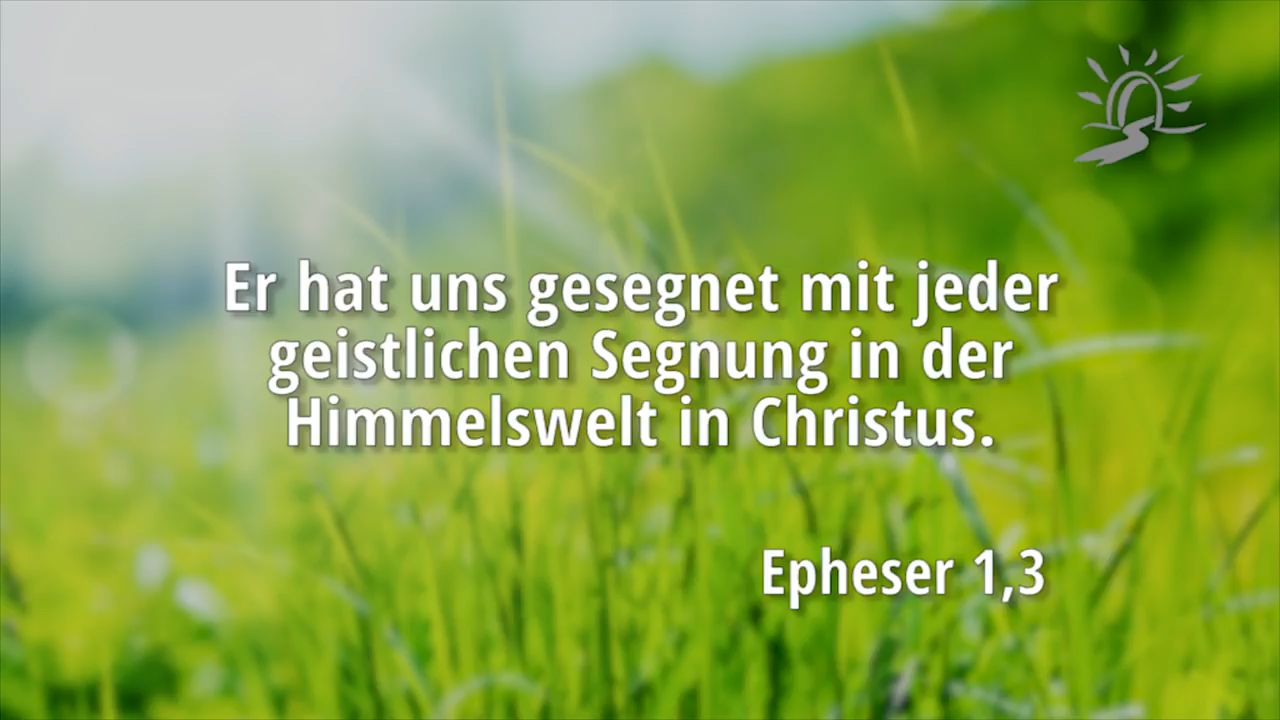 Er hat uns gesegnet mit jeder
geistlichen Segnung in der
Himmelswelt in Christus.
Epheser 1,3